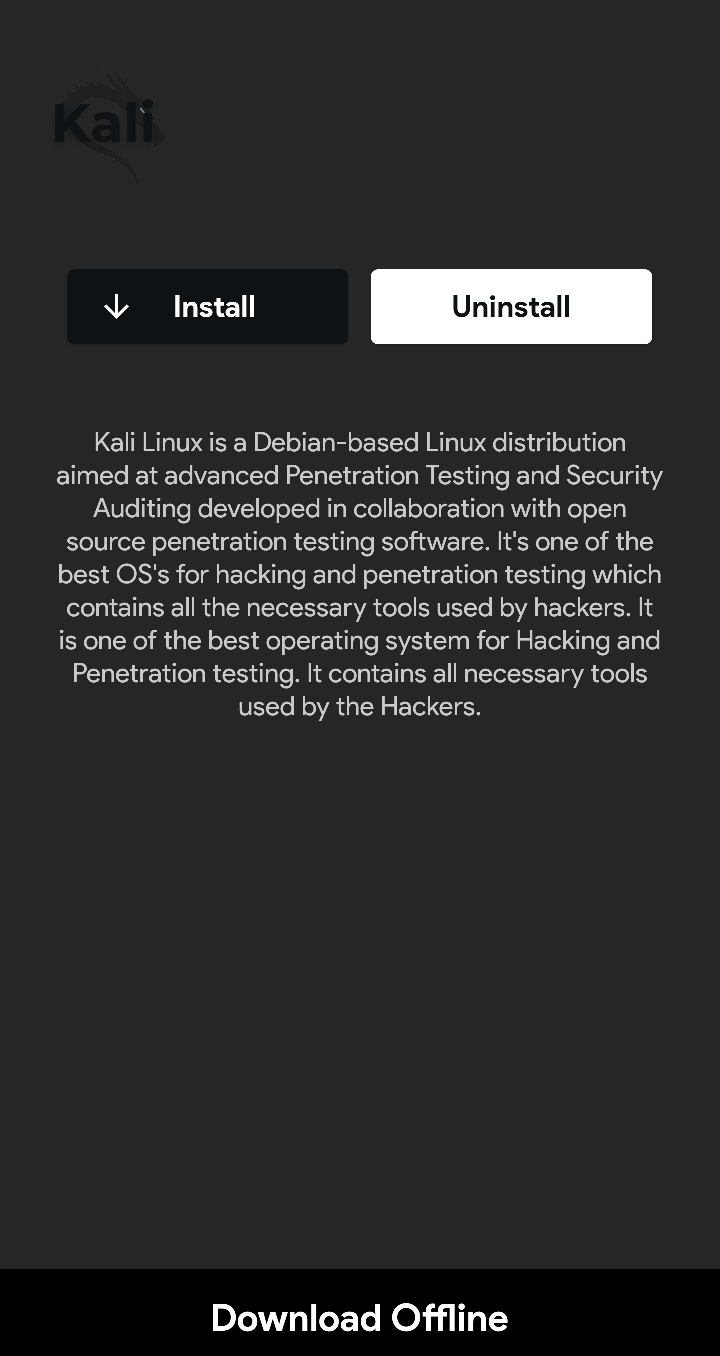 Kali
Install
Uninstall
Kali Linux is a Debian-based Linux distribution
aimed at advanced Penetration Testing and Security
Auditing developed in collaboration with open
source penetration testing software. It's one of the
best OS's for hacking and penetration testing which
contains all the necessary tools used by hackers. It
is one of the best operating system for Hacking and
Penetration testing. It contains all necessary tools
used by the Hackers.
Download Offline